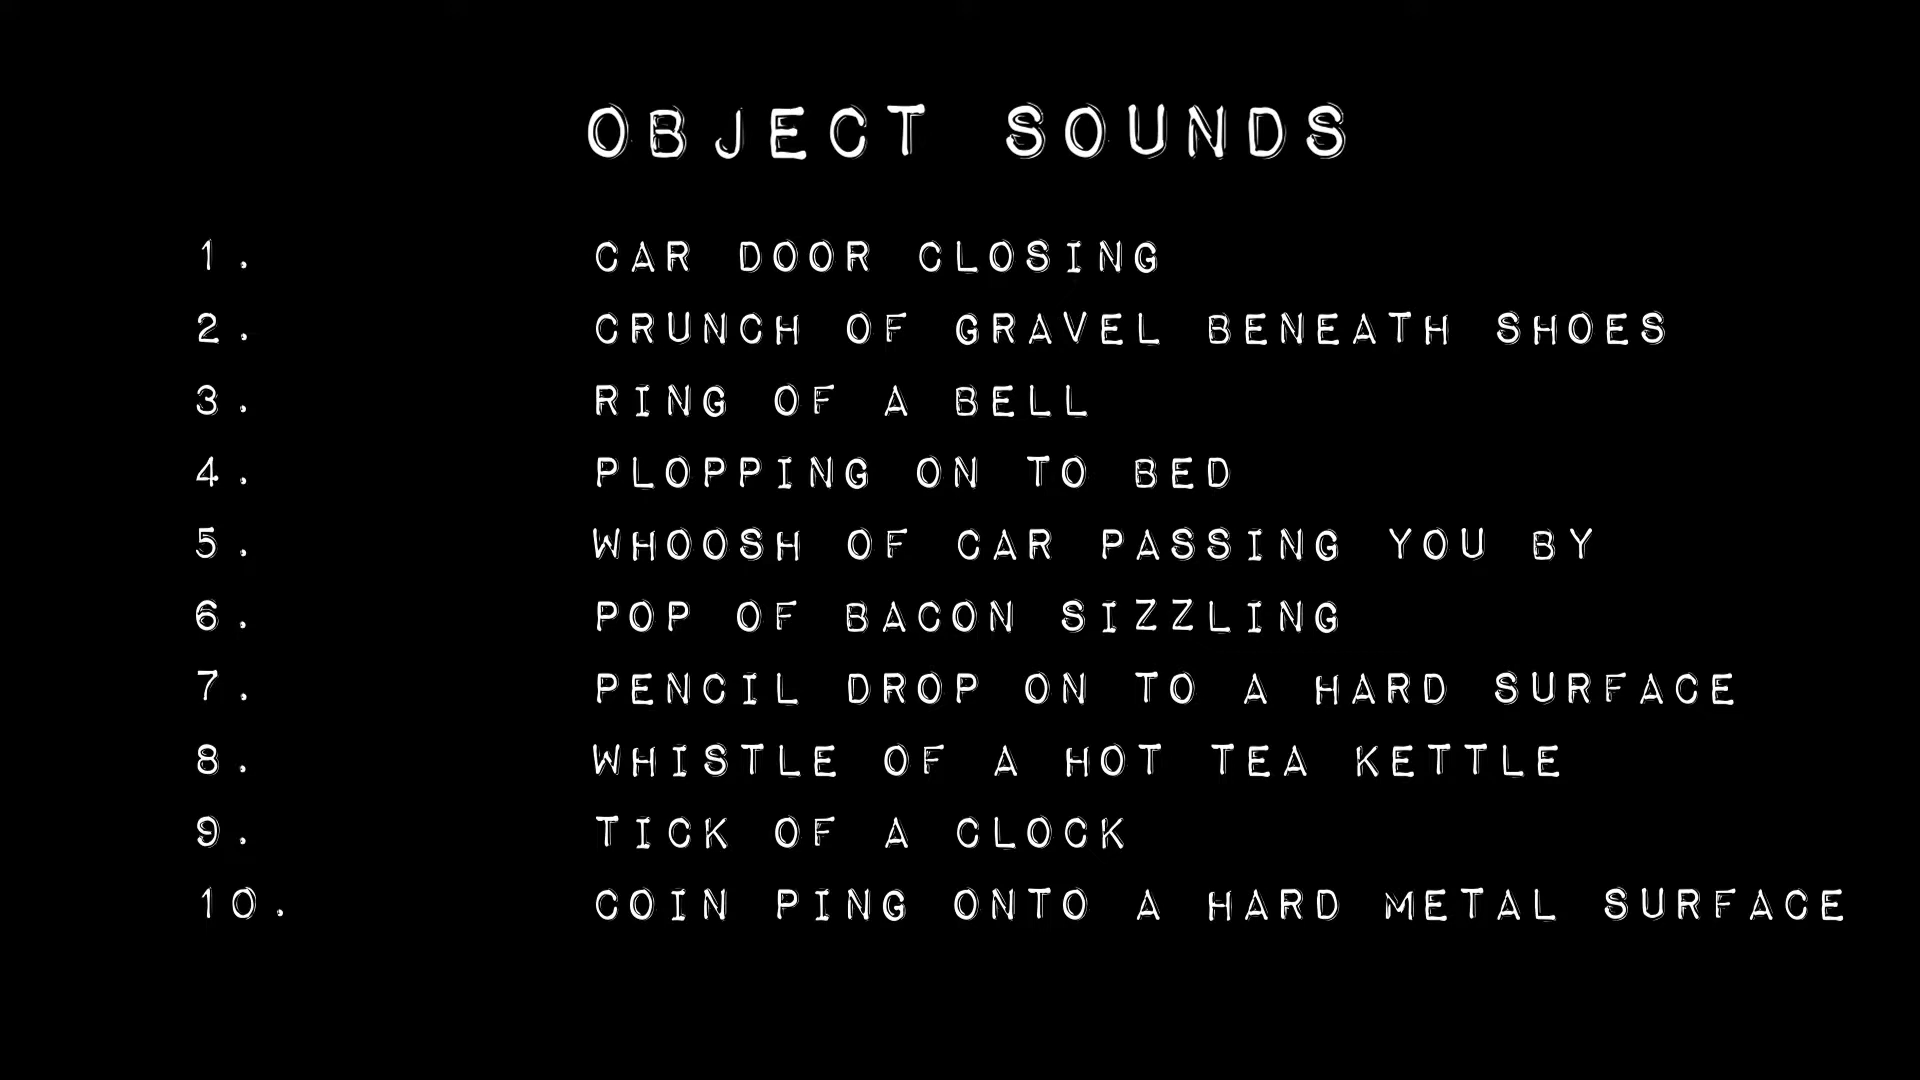 OBJECT SOUNDS
1. CAR DOOR CLOSING
2. CRUNCH OF GRAVEL BENEATH SHOES
3. RING OF A BELL
4. PLOPPING ON TO BED
5. WHOOSH OF CAR PASSING YOU BY
6. POP OF BACON SIZZLING
7. PENCIL DROP ON TO A HARD SURFACE
8. WHISTLE OF A HOT TEA KETTLE
9. TICK OF A CLOCK
10. COIN PING ONTO A HARD METAL SURFACE